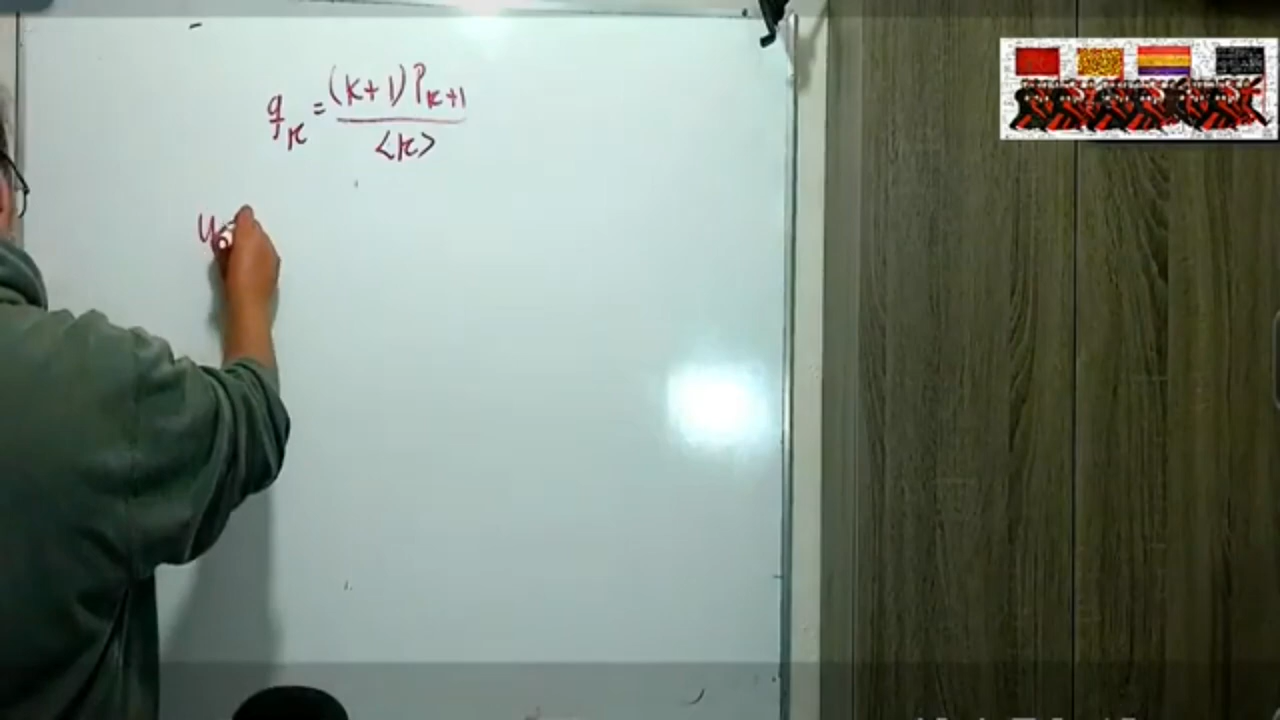 q_k = (k+1) P_{k+1} / <k>
u